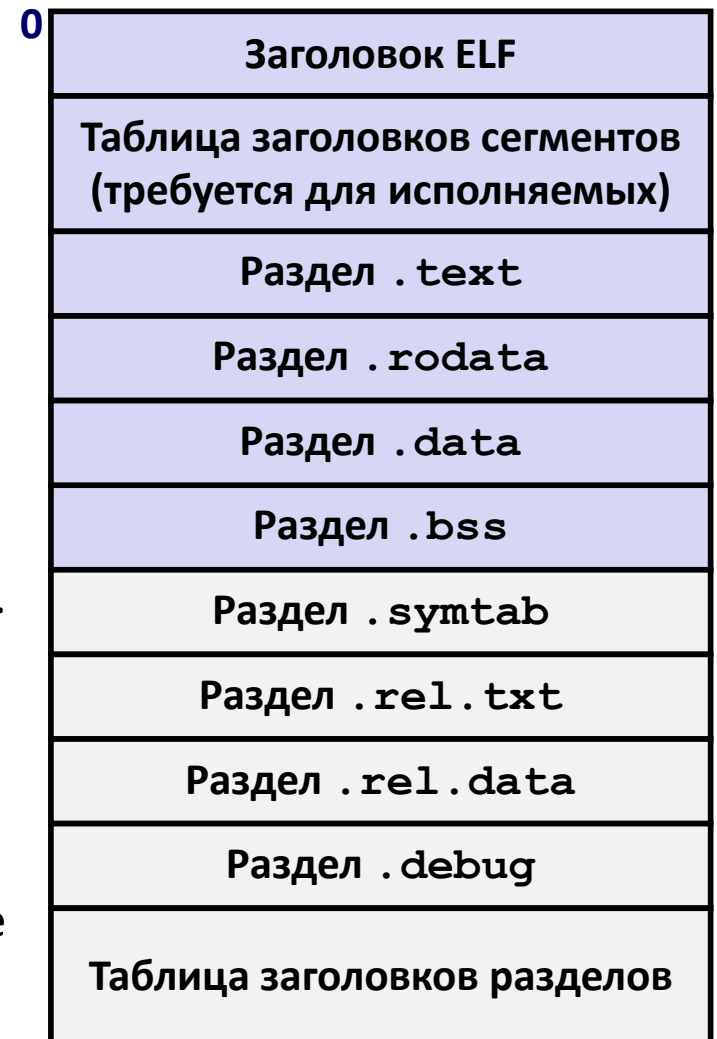 0
Заголовок ELF
Таблица заголовков сегментов
(требуется для исполняемых)
Раздел .text
Раздел .rodata
Раздел .data
Раздел .bss
.
Раздел .symtab
Раздел .rel.txt
Раздел .rel.data
Раздел .debug
е
Таблица заголовков разделов